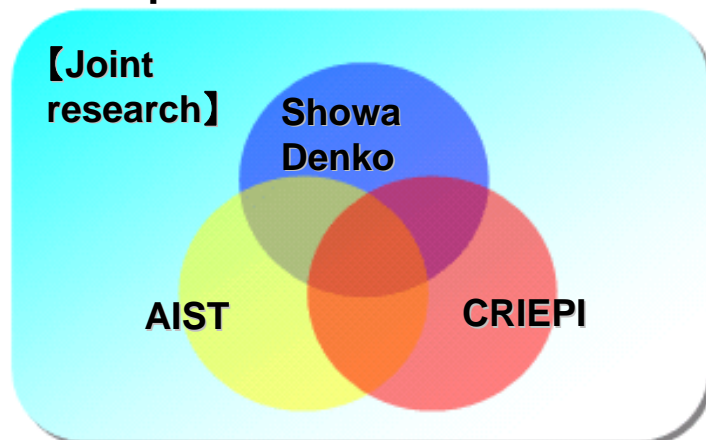 【Joint
research】
Showa
Denko
AIST
CRIEPI